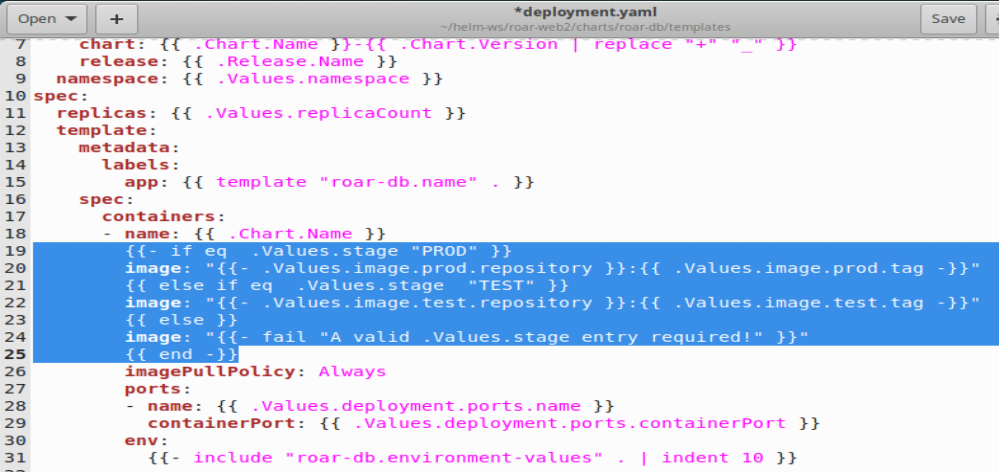 Open
+
*deployment.yaml
~/helm-ws/roar-web2/charts/roar-db/templates
Save
7     chart: {{ .Chart.Name }}-{{ .Chart.Version | replace "+" "_" }}
8     release: {{ .Release.Name }}
9   namespace: {{ .Values.namespace }}
10 spec:
11   replicas: {{ .Values.replicaCount }}
12   template:
13     metadata:
14       labels:
15         app: {{ template "roar-db.name" . }}
16     spec:
17       containers:
18       - name: {{ .Chart.Name }}
19         {{- if eq  .Values.stage "PROD" }}
20         image: "{{- .Values.image.prod.repository }}:{{ .Values.image.prod.tag -}}"
21         {{ else if eq  .Values.stage  "TEST" }}
22         image: "{{- .Values.image.test.repository }}:{{ .Values.image.test.tag -}}"
23         {{ else }}
24         image: "{{- fail "A valid .Values.stage entry required!" }}"
25         {{ end -}}
26         imagePullPolicy: Always
27         ports:
28         - name: {{ .Values.deployment.ports.name }}
29           containerPort: {{ .Values.deployment.ports.containerPort }}
30         env:
31           {{- include "roar-db.environment-values" . | indent 10 }}